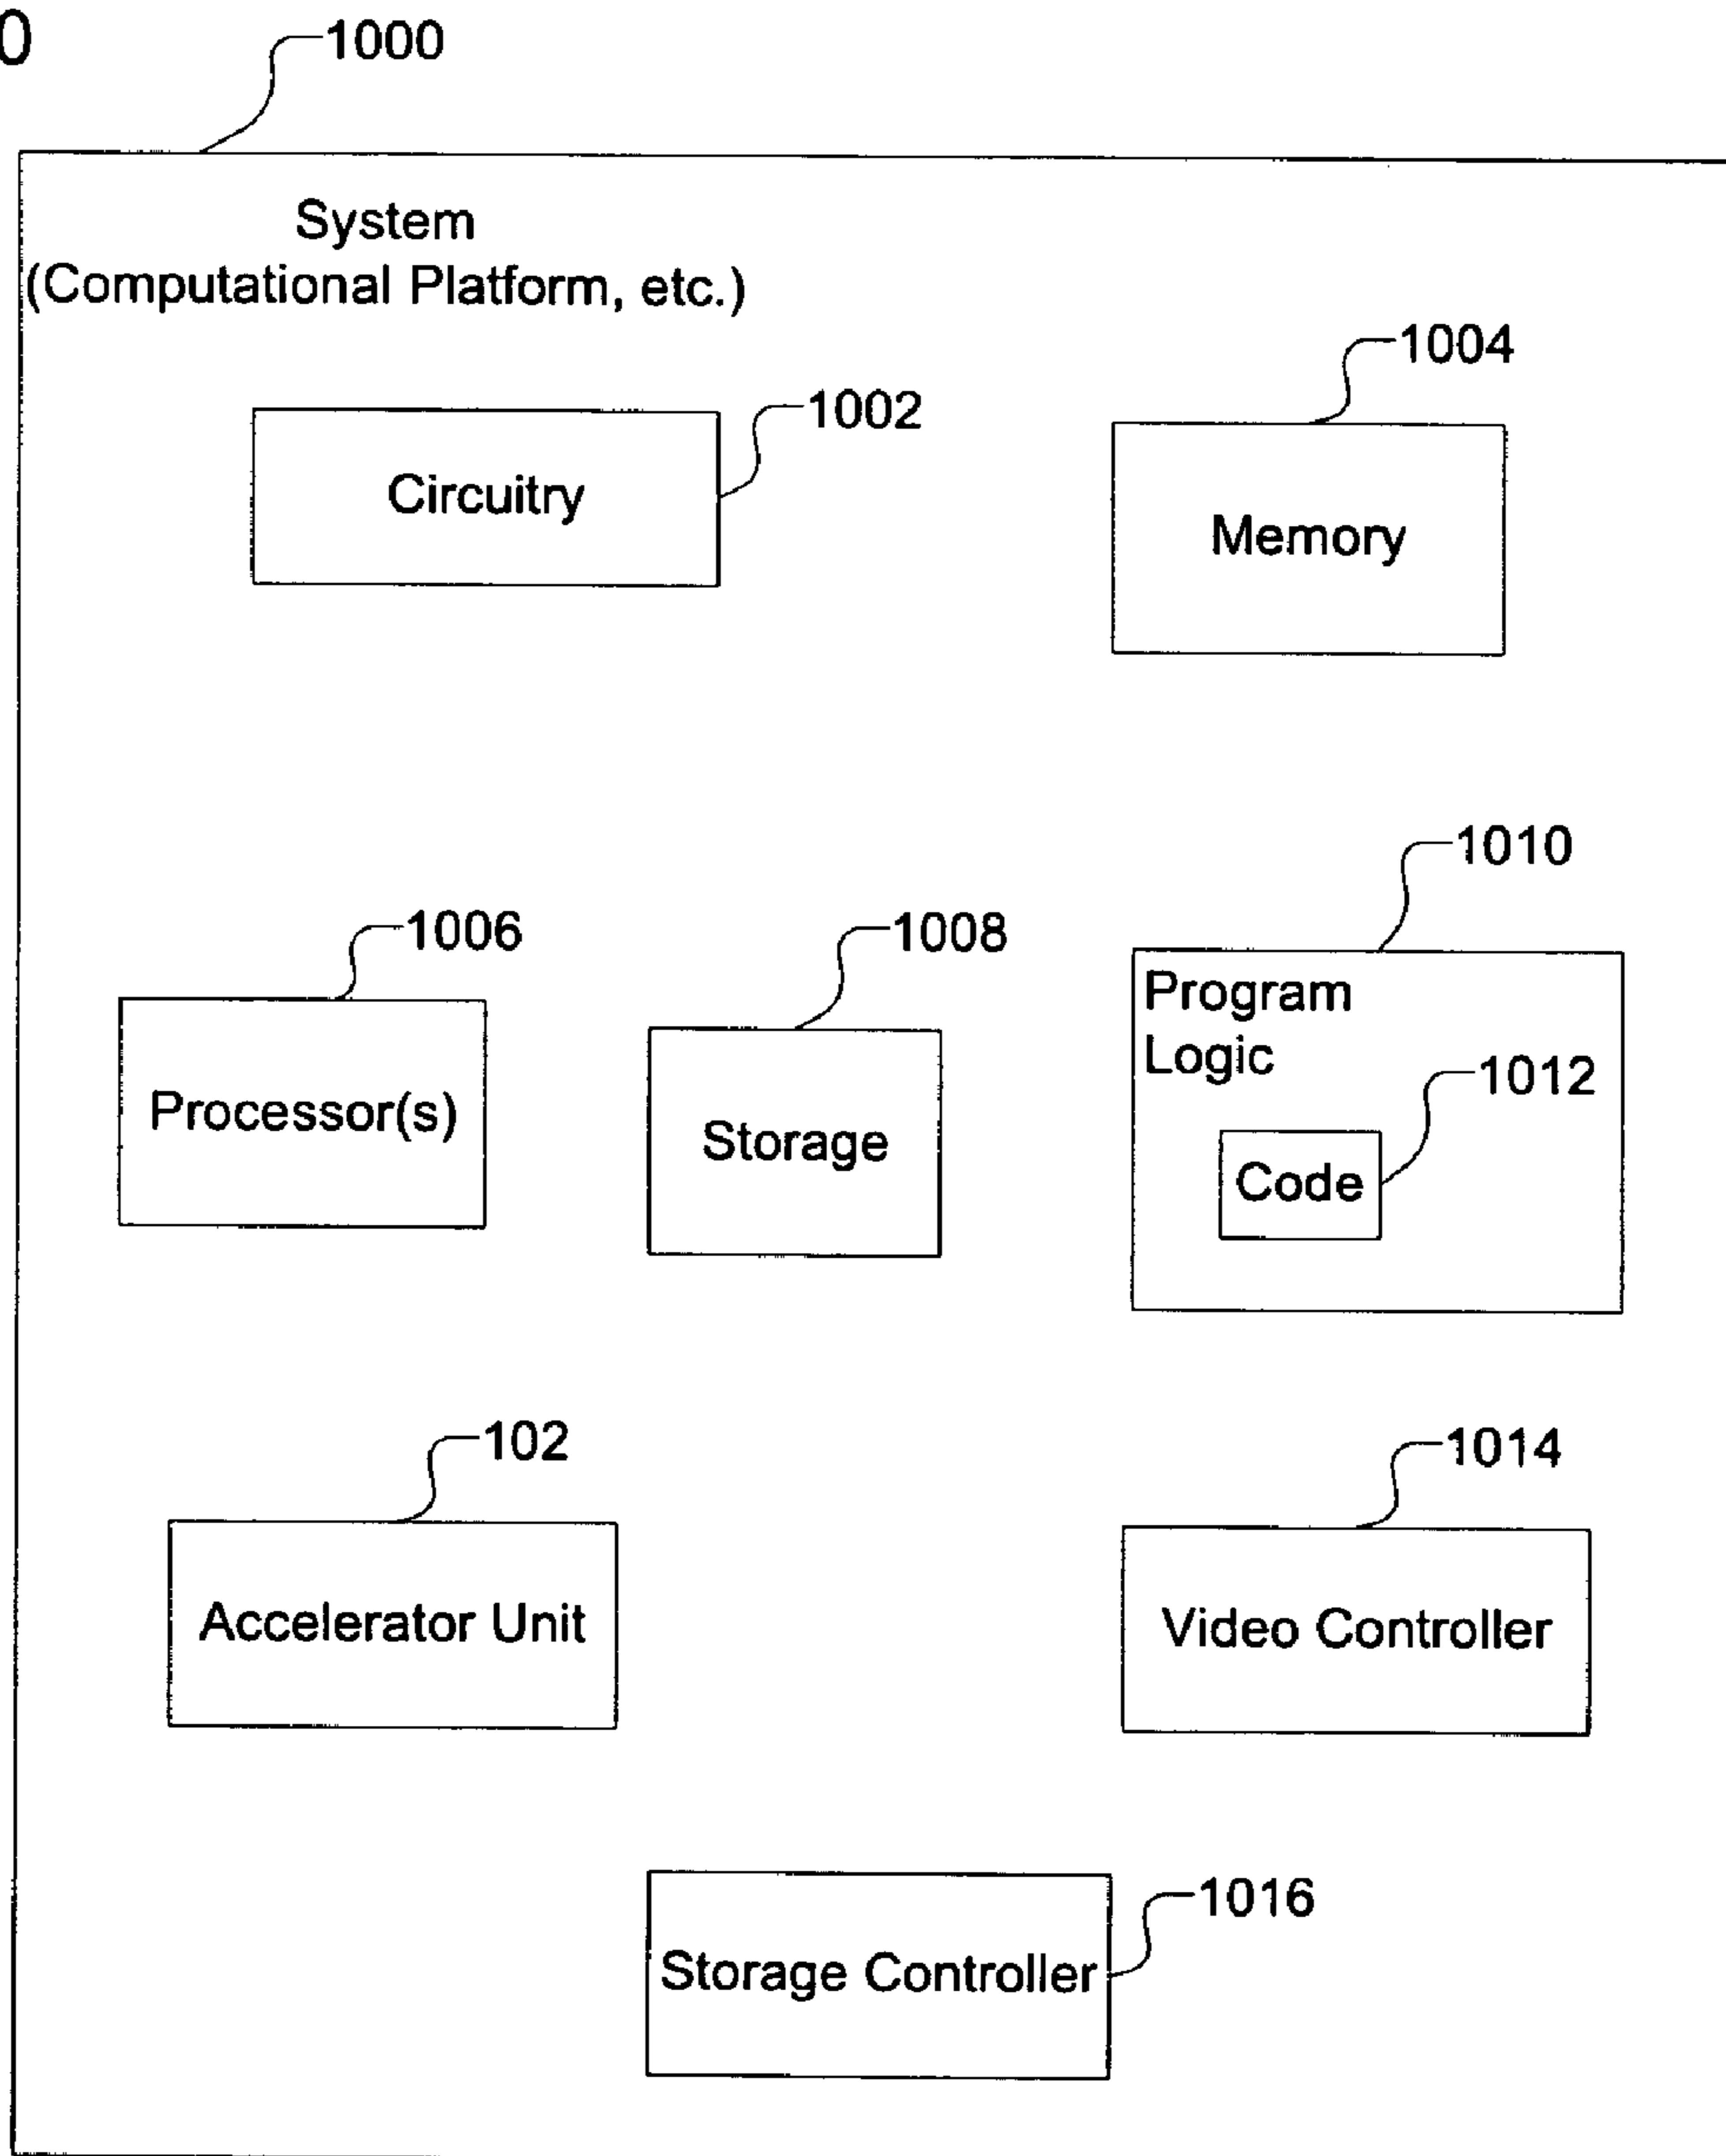 0
1000
System
(Computational Platform, etc.)
1004
1002
Circuitry
Memory
1010
1006
1008
Program
Logic
1012
Processor(s)
Storage
Code
102
1014
Accelerator Unit
Video Controller
1016
Storage Controller